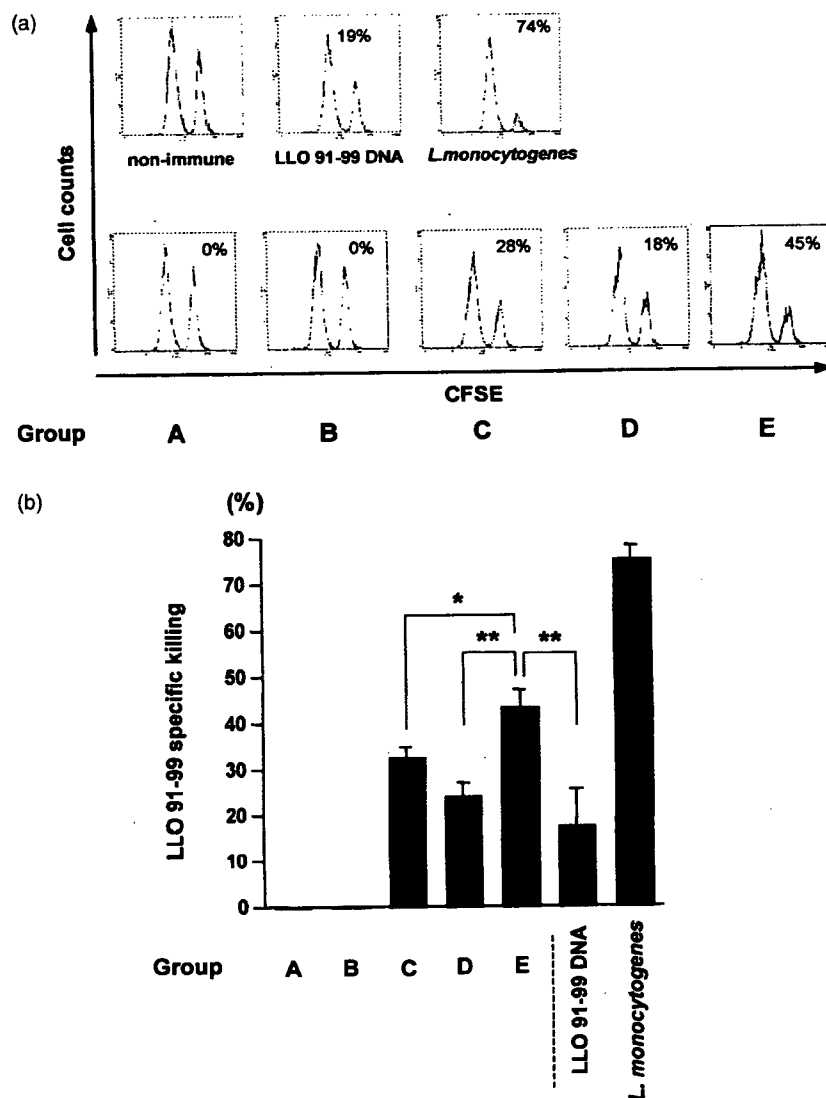 (a)
Cell counts
19%
74%
non-immune
LLO 91-99 DNA
L.monocytogenes
0%
0%
28%
18%
45%
CFSE
Group A B C D E
(b)
(%)
LLO 91-99 specific killing
80
70
60
50
40
30
20
10
0
*
**
**
Group A B C D E
LLO 91-99 DNA
L. monocytogenes